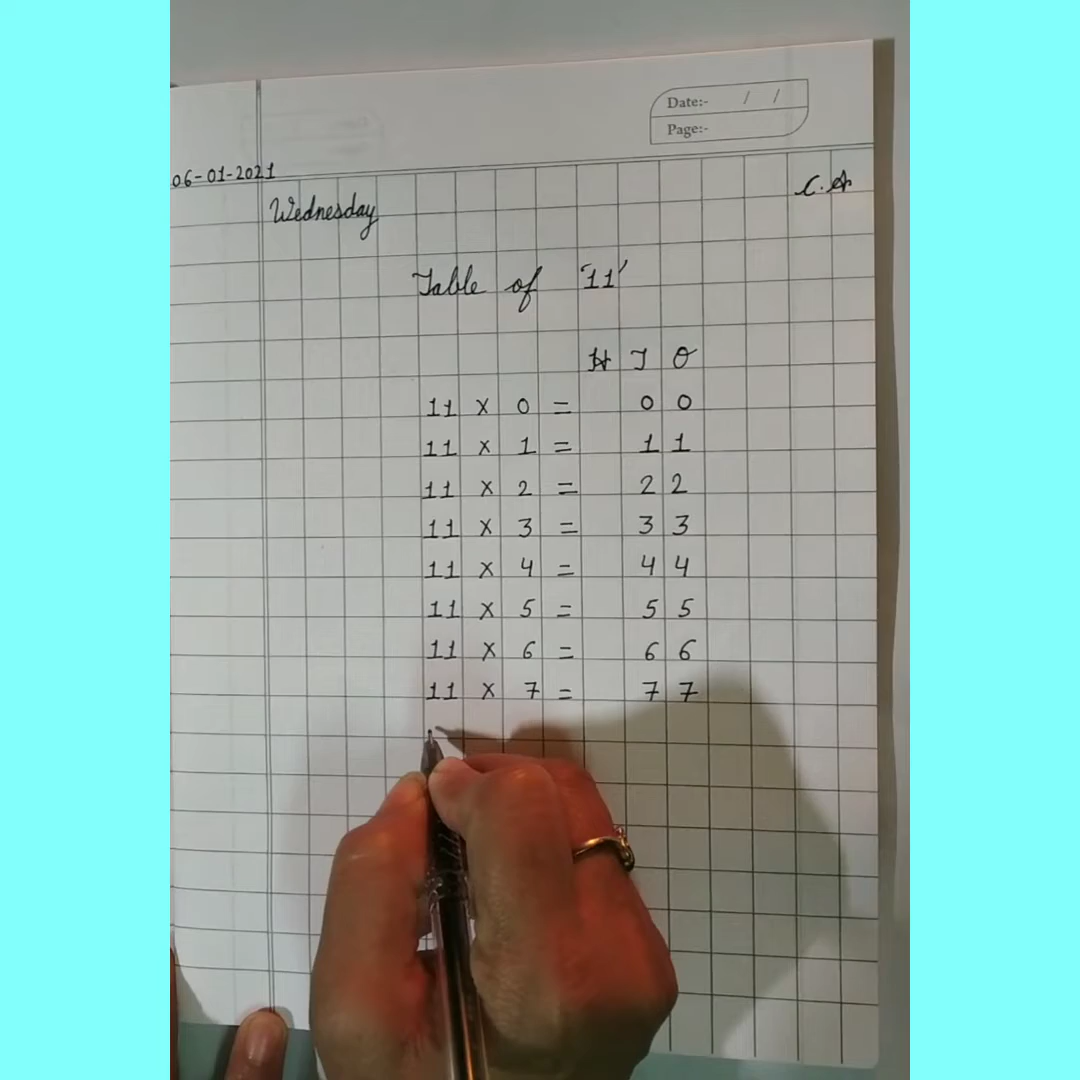 Date:- / /
Page:-
06-01-2021
C.A.
Wednesday
Table of '11'
H T O
11 × 0 = 0 0
11 × 1 = 1 1
11 × 2 = 2 2
11 × 3 = 3 3
11 × 4 = 4 4
11 × 5 = 5 5
11 × 6 = 6 6
11 × 7 = 7 7